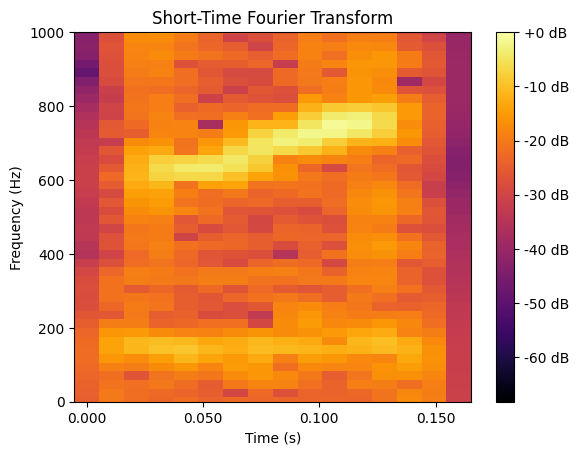 Short-Time Fourier Transform
1000
800
600
400
200
0
Frequency (Hz)
0.000
0.050
0.100
0.150
Time (s)
+0 dB
-10 dB
-20 dB
-30 dB
-40 dB
-50 dB
-60 dB